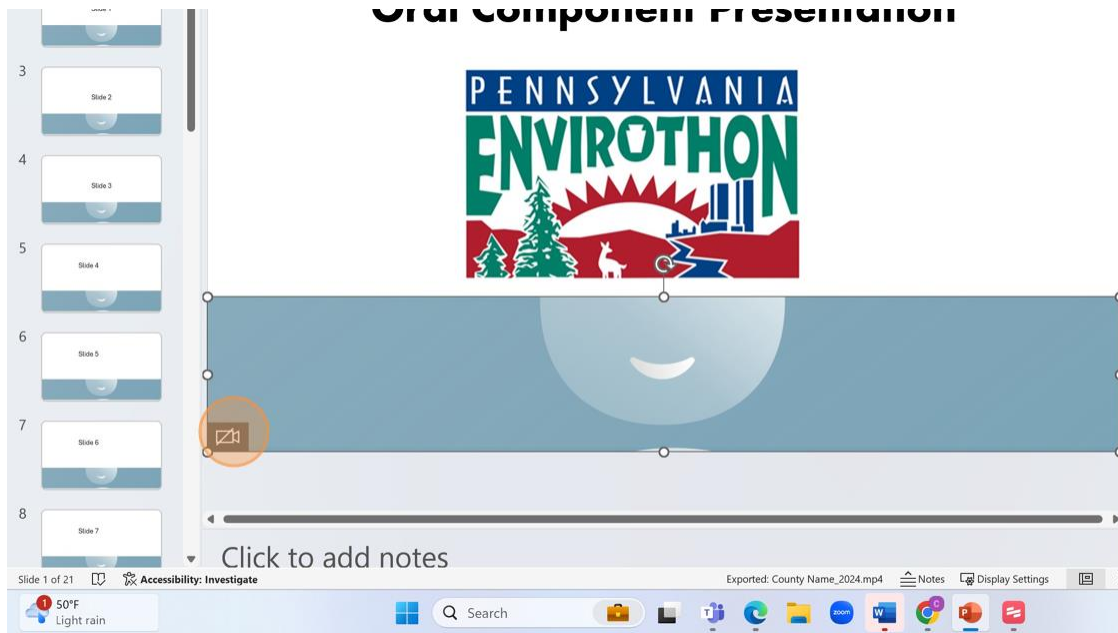 Oral Component Presentation
PENNSYLVANIA
ENVIROTHON
3
Slide 2
4
Slide 3
5
Slide 4
6
Slide 5
7
Slide 6
8
Slide 7
Click to add notes
Slide 1 of 21
Accessibility: Investigate
Exported: County Name_2024.mp4
Notes
Display Settings
1
50°F
Light rain
Search
zoom
W
C
P